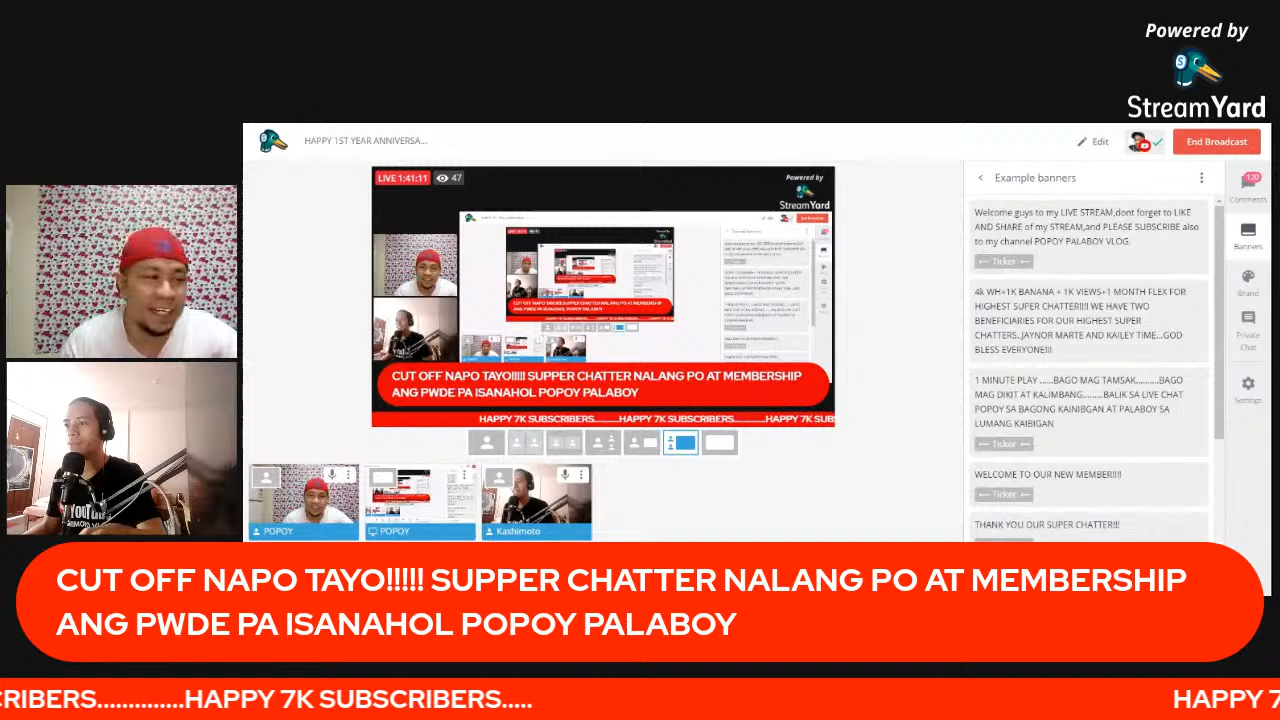 Powered by
StreamYard
HAPPY 1ST YEAR ANNIVERSA...
Edit
End Broadcast
LIVE 1:41:11
47
Powered by
StreamYard
CUT OFF NAPO TAYO!!!!! SUPPER CHATTER NALANG PO AT MEMBERSHIP
ANG PWDE PA ISANAHOL POPOY PALABOY
HAPPY 7K SUBSCRIBERS..............HAPPY 7K SUBSCRIBERS..............HAPPY 7K SUB
POPOY
POPOY
Kashimoto
Example banners
Welcome guys to my LIVE STREAM,dont forget to LIKE
AND SHARE of my STREAM,and PLEASE SUBSCRIBE also
to my channel POPOY PALABOY VLOG.
Ticker
4k WH+1K BANANA + 1K VIEWS+1 MONTH FLEX FOR
BENEFICIARIES FOR OUR HIGHEST SUPER
CHATTERS..JAYNOR MARTE AND KAILEY TIME...GOD
BLESS EVERYONE!!!
1 MINUTE PLAY ......BAGO MAG TAMSAK..........BAGO
MAG DIKIT AT KALIMBANG.........BALIK SA LIVE CHAT
POPOY SA BAGONG KAINIBGAN AT PALABOY SA
LUMANG KAIBIGAN
Ticker
WELCOME TO OUR NEW MEMBER!!!!
Ticker
THANK YOU OUR SUPER CHATTER!!!
120
Comments
Banners
Brand
Private
Chat
Settings
CUT OFF NAPO TAYO!!!!! SUPPER CHATTER NALANG PO AT MEMBERSHIP
ANG PWDE PA ISANAHOL POPOY PALABOY
CRIBERS..............HAPPY 7K SUBSCRIBERS.....
HAPPY 7